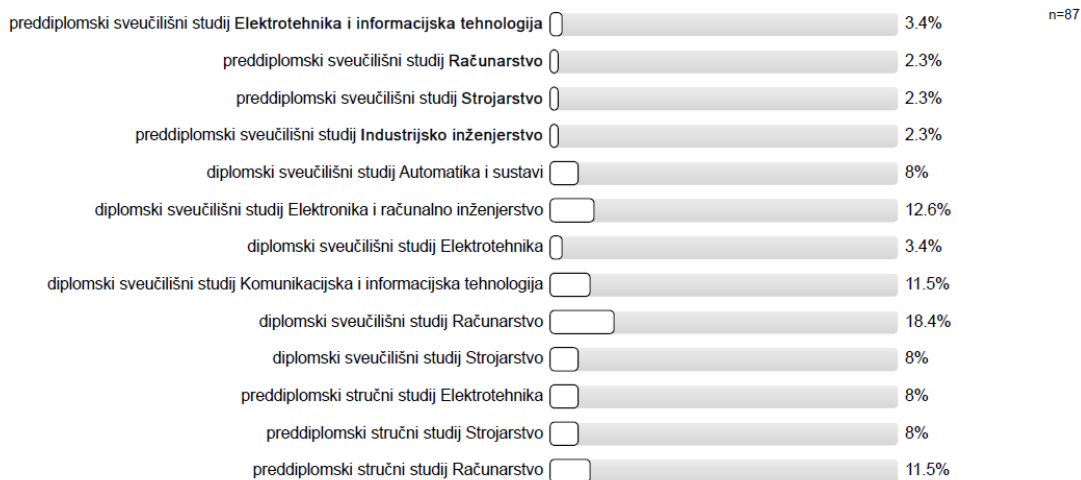 preddiplomski sveučilišni studij Elektrotehnika i informacijska tehnologija 3.4% n=87
preddiplomski sveučilišni studij Računarstvo 2.3%
preddiplomski sveučilišni studij Strojarstvo 2.3%
preddiplomski sveučilišni studij Industrijsko inženjerstvo 2.3%
diplomski sveučilišni studij Automatika i sustavi 8%
diplomski sveučilišni studij Elektronika i računalno inženjerstvo 12.6%
diplomski sveučilišni studij Elektrotehnika 3.4%
diplomski sveučilišni studij Komunikacijska i informacijska tehnologija 11.5%
diplomski sveučilišni studij Računarstvo 18.4%
diplomski sveučilišni studij Strojarstvo 8%
preddiplomski stručni studij Elektrotehnika 8%
preddiplomski stručni studij Strojarstvo 8%
preddiplomski stručni studij Računarstvo 11.5%